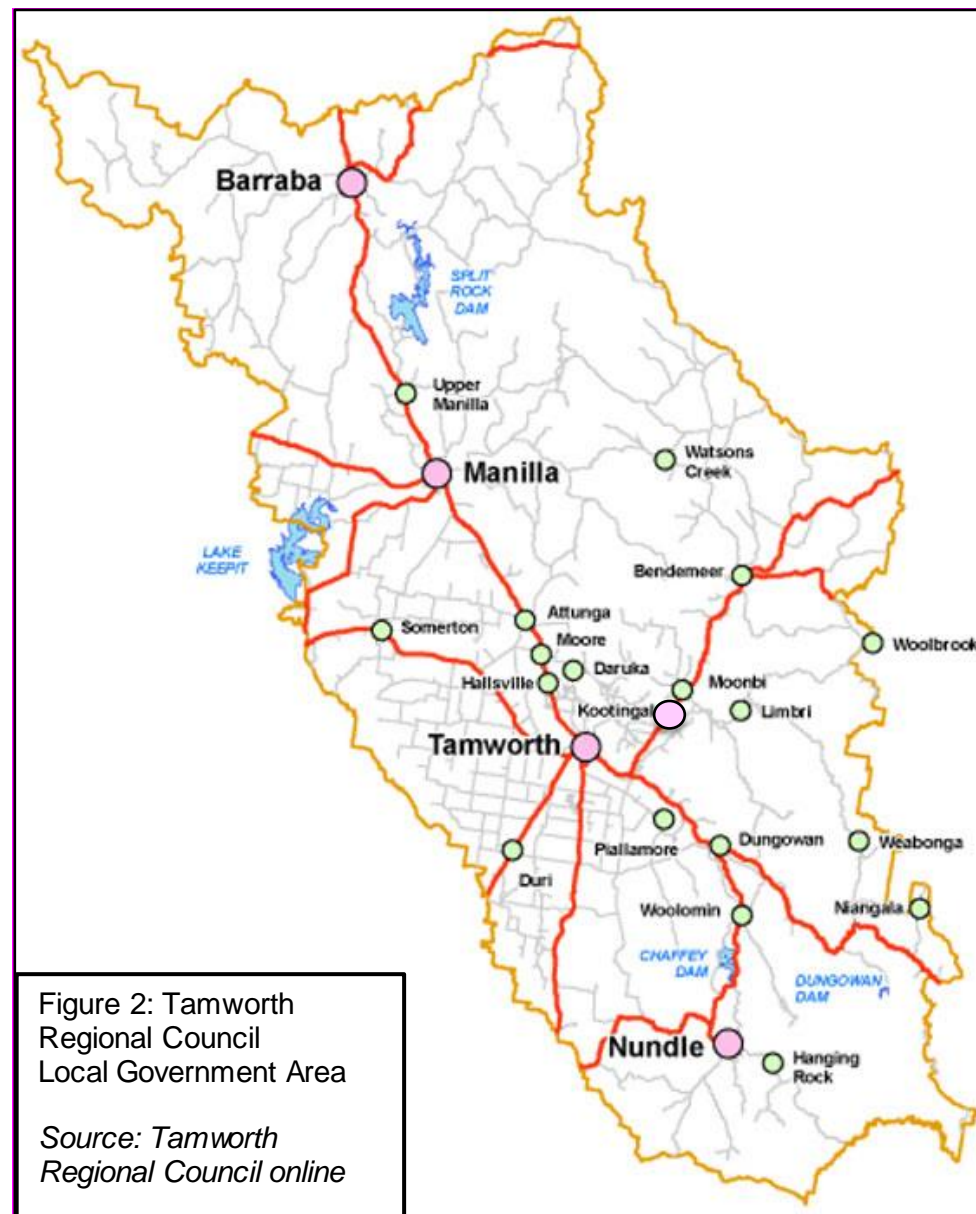 Barraba
SPLIT
ROCK
DAM
Upper
Manilla
Watsons
Creek
Manilla
LAKE
KEEPIT
Bendemeer
Attunga
Somerton
Moore
Woolbrook
Daruka
Hallsville
Moonbi
Kootingal
Limbri
Tamworth
Piallamore
Dungowan
Weabonga
Duri
Woolomin
Niangala
CHAFFEY
DAM
DUNGOWAN
DAM
Nundle
Hanging
Rock
Figure 2: Tamworth
Regional Council
Local Government Area
Source: Tamworth
Regional Council online